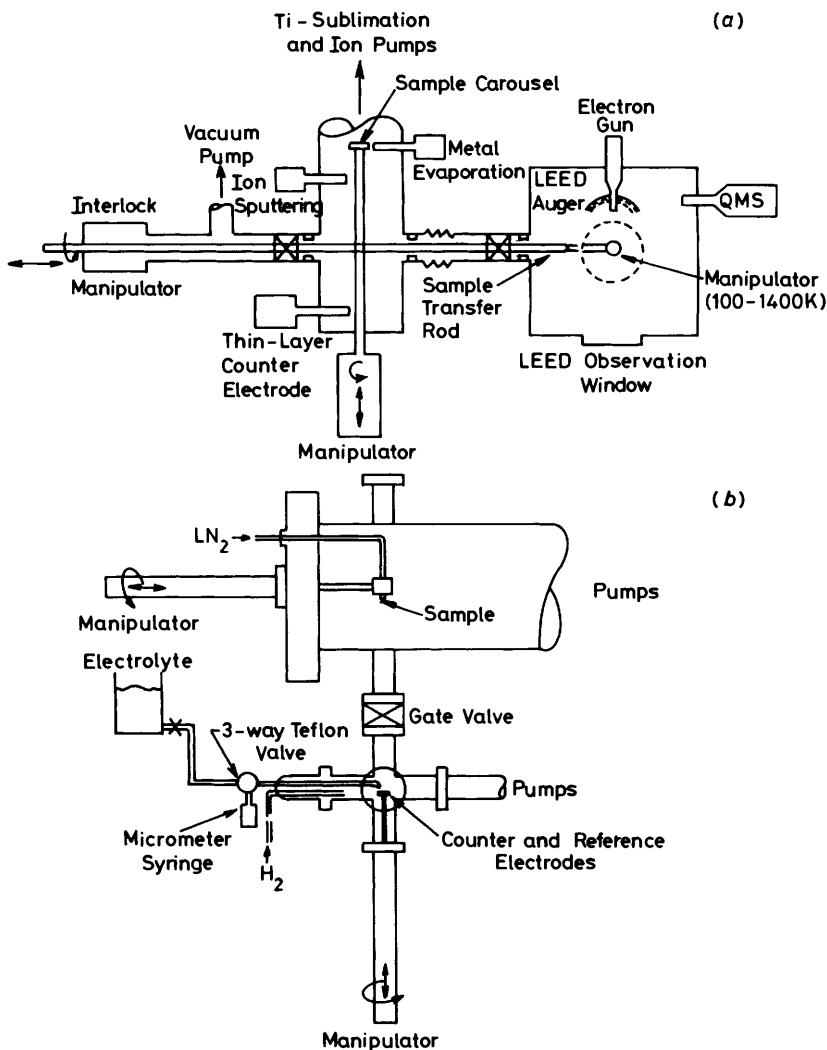 (a)
Ti-Sublimation
and Ion Pumps
Sample Carousel
Electron
Gun
Vacuum
Pump
Metal
Evaporation
Ion
Sputtering
LEED
Auger
QMS
Interlock
Manipulator
Sample
Transfer
Rod
Manipulator
(100-1400K)
Thin-Layer
Counter
Electrode
LEED Observation
Window
Manipulator
(b)
LN2
Sample
Pumps
Manipulator
Electrolyte
Gate Valve
3-way Teflon
Valve
Pumps
Micrometer
Syringe
H2
Counter and Reference
Electrodes
Manipulator